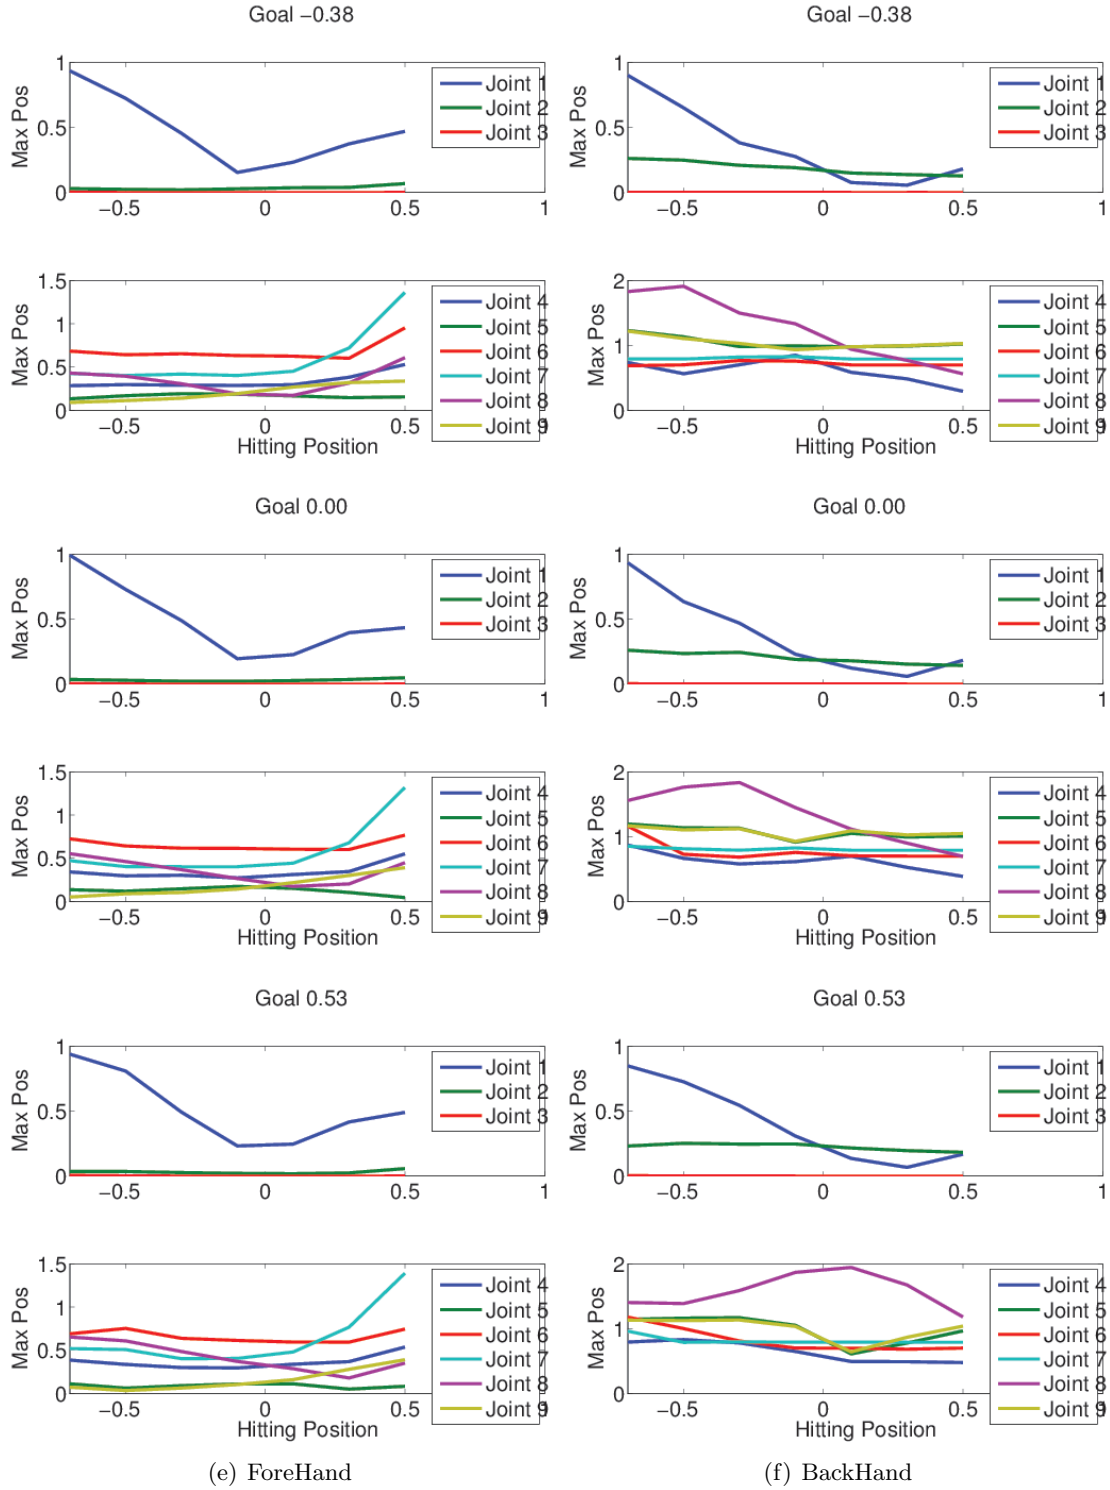 Goal −0.38
1
0.5
0
Max Pos
−0.5
0
0.5
1
Joint 1
Joint 2
Joint 3
1.5
1
0.5
0
Max Pos
−0.5
0
0.5
Hitting Position
Joint 4
Joint 5
Joint 6
Joint 7
Joint 8
Joint 9
Goal 0.00
1
0.5
0
Max Pos
−0.5
0
0.5
1
Joint 1
Joint 2
Joint 3
1.5
1
0.5
0
Max Pos
−0.5
0
0.5
Hitting Position
Joint 4
Joint 5
Joint 6
Joint 7
Joint 8
Joint 9
Goal 0.53
1
0.5
0
Max Pos
−0.5
0
0.5
1
Joint 1
Joint 2
Joint 3
1.5
1
0.5
0
Max Pos
−0.5
0
0.5
Hitting Position
Joint 4
Joint 5
Joint 6
Joint 7
Joint 8
Joint 9
(e) ForeHand
Goal −0.38
1
0.5
0
Max Pos
−0.5
0
0.5
1
Joint 1
Joint 2
Joint 3
2
1
0
Max Pos
−0.5
0
0.5
Hitting Position
Joint 4
Joint 5
Joint 6
Joint 7
Joint 8
Joint 9
Goal 0.00
1
0.5
0
Max Pos
−0.5
0
0.5
1
Joint 1
Joint 2
Joint 3
2
1
0
Max Pos
−0.5
0
0.5
Hitting Position
Joint 4
Joint 5
Joint 6
Joint 7
Joint 8
Joint 9
Goal 0.53
1
0.5
0
Max Pos
−0.5
0
0.5
1
Joint 1
Joint 2
Joint 3
2
1
0
Max Pos
−0.5
0
0.5
Hitting Position
Joint 4
Joint 5
Joint 6
Joint 7
Joint 8
Joint 9
(f) BackHand